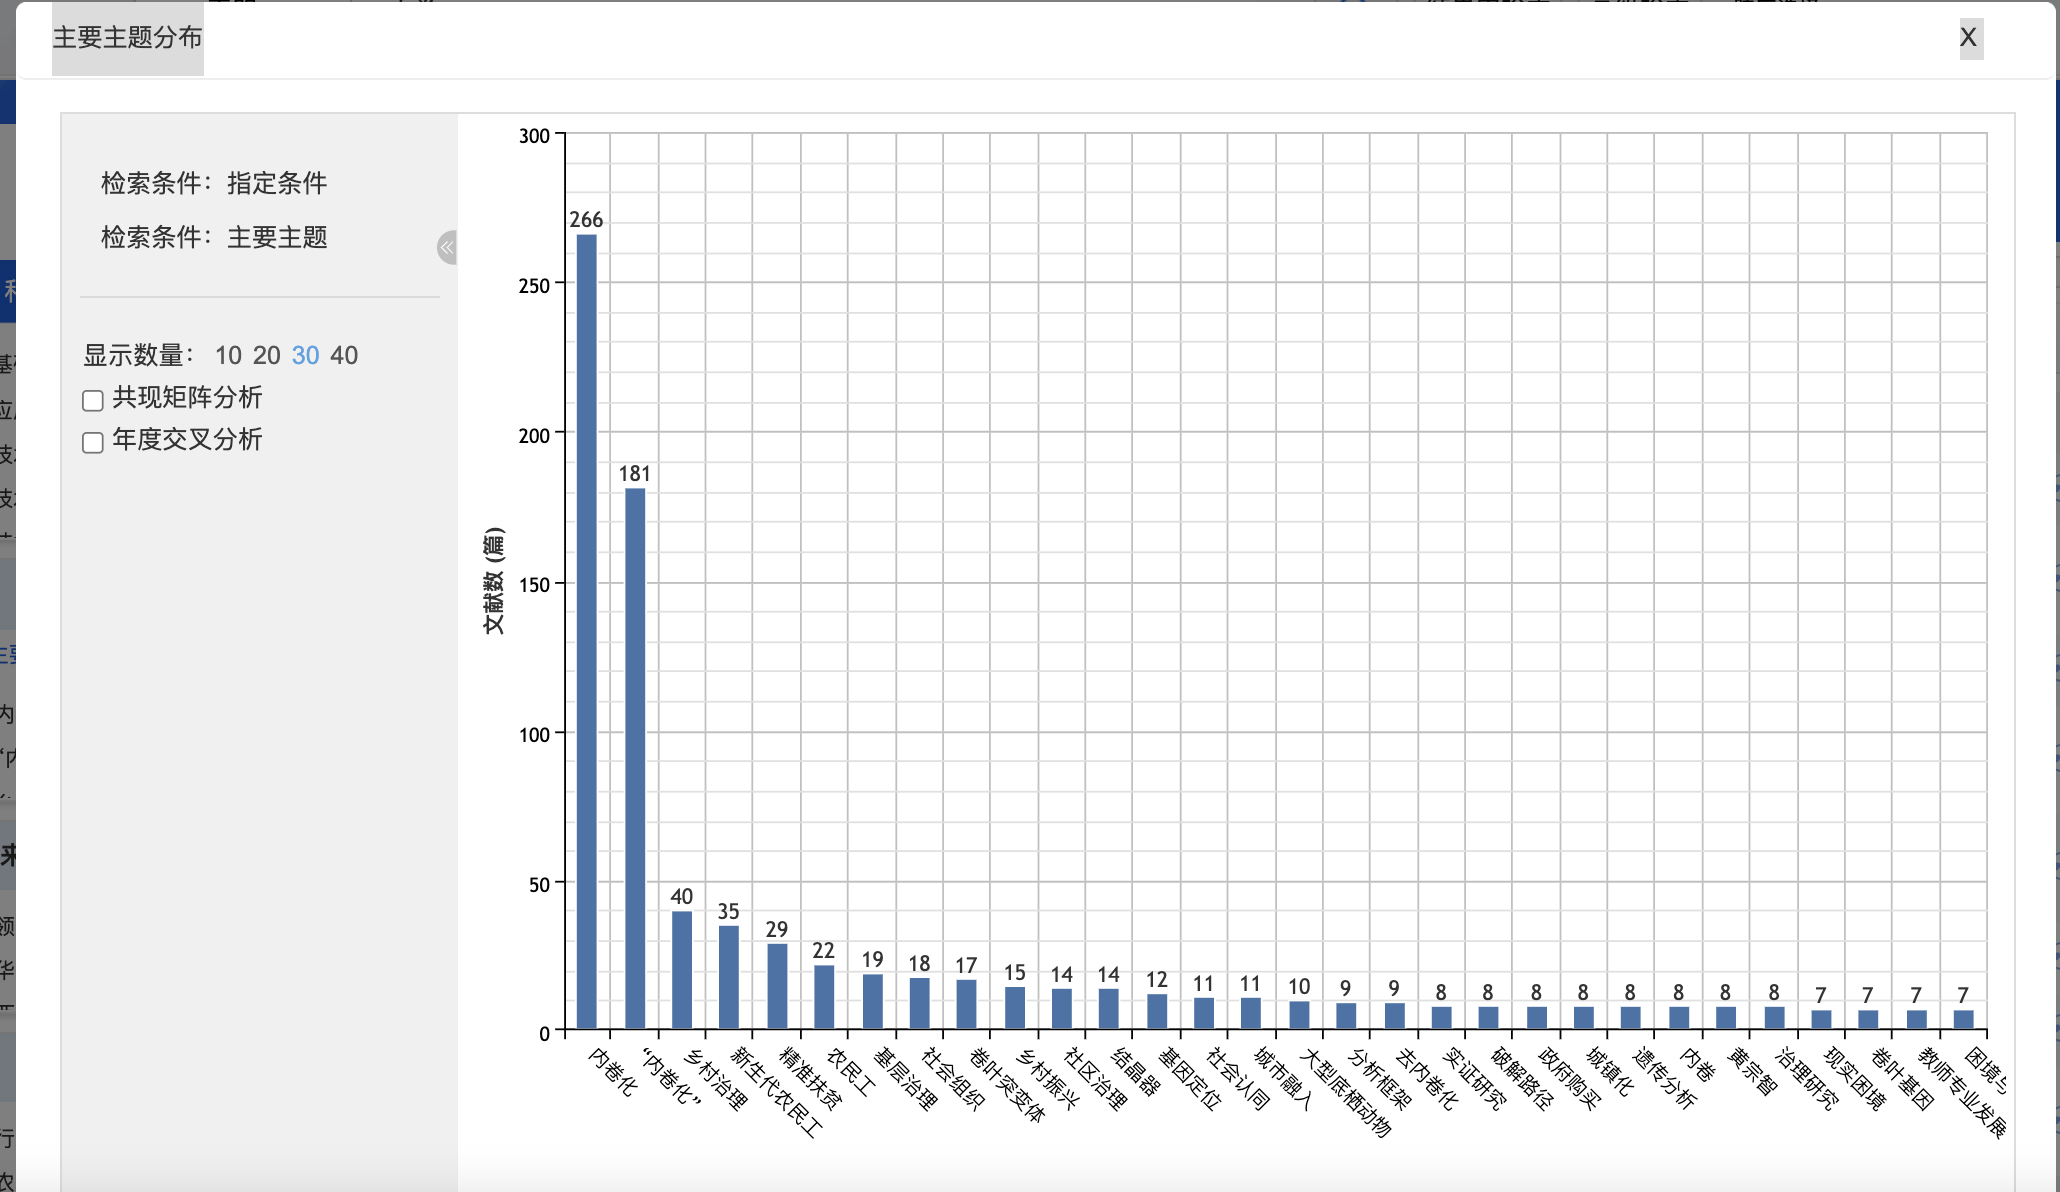 主要主题分布
X
检索条件：指定条件
检索条件：主要主题
显示数量： 10 20 30 40
共现矩阵分析
年度交叉分析
文献数 (篇)
300
250
200
150
100
50
0
266
181
40
35
29
22
19
18
17
15
14
14
12
11
11
10
9
9
8
8
8
8
8
8
8
8
7
7
7
7
内卷化
“内卷化”
乡村治理
新生代农民工
精准扶贫
农民工
基层治理
社会组织
卷叶突变体
乡村振兴
社区治理
结晶器
基因定位
社会认同
城市融入
大型底栖动物
分析框架
去内卷化
实证研究
破解路径
政府购买
城镇化
遗传分析
内卷
黄宗智
治理研究
现实困境
卷叶基因
教师专业发展
困境与